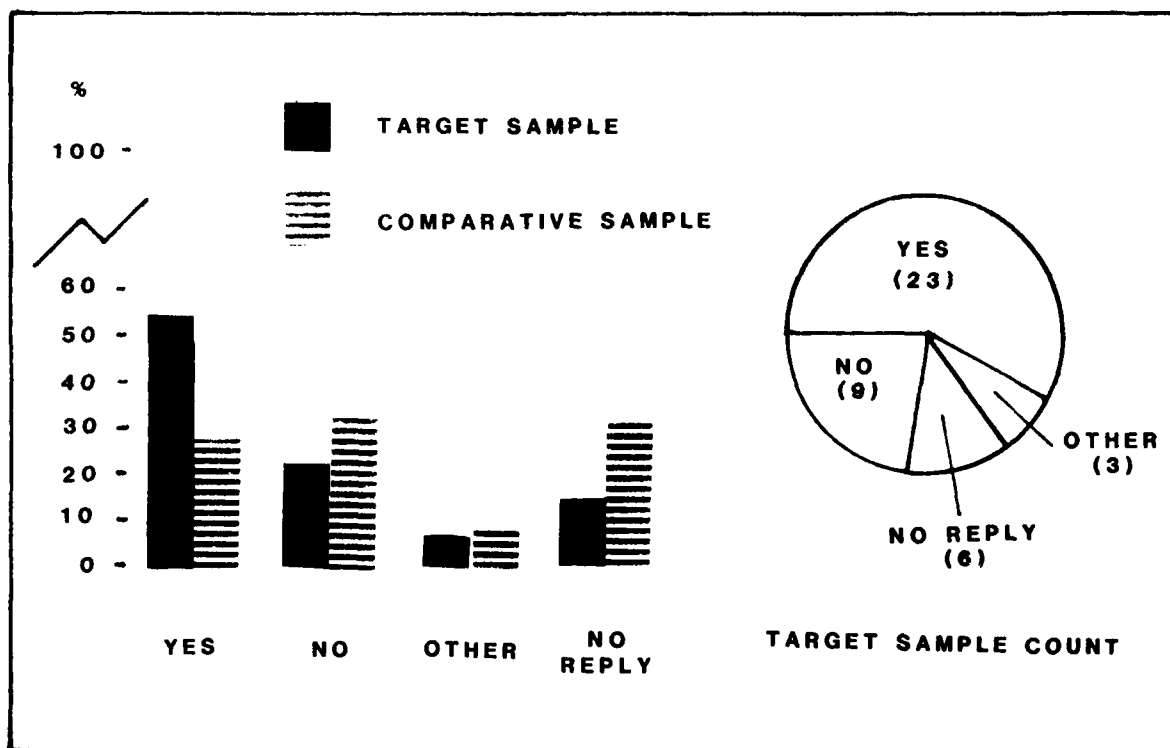 %
100
60
50
40
30
20
10
0
TARGET SAMPLE
COMPARATIVE SAMPLE
YES
NO
OTHER
NO
REPLY
YES
(23)
NO
(9)
OTHER
(3)
NO REPLY
(6)
TARGET SAMPLE COUNT